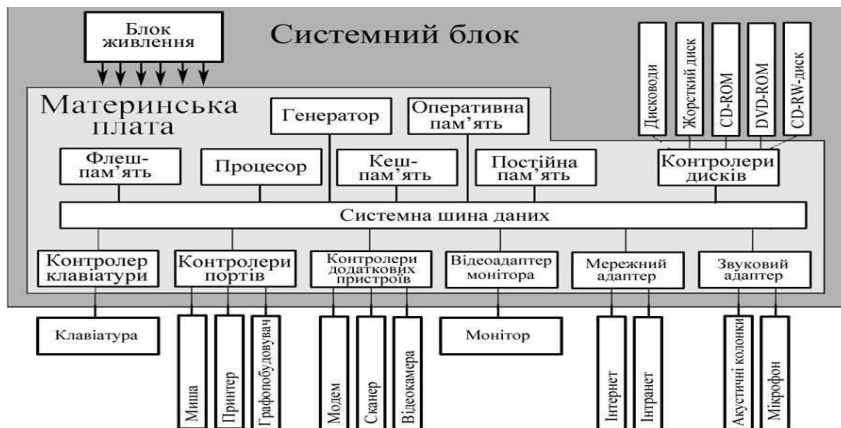 Блок
живлення
Системний блок
Материнська
плата
Генератор
Оперативна
пам'ять
Дисководи
Жорсткий диск
CD-ROM
DVD-ROM
CD-RW-диск
Флеш-
пам'ять
Процесор
Кеш-
пам'ять
Постійна
пам'ять
Контролери
дисків
Системна шина даних
Контролер
клавіатури
Контролери
портів
Контролери
додаткових
пристроїв
Відеоадаптер
монітора
Мережний
адаптер
Звуковий
адаптер
Клавіатура
Миша
Принтер
Графопобудовувач
Модем
Сканер
Відеокамера
Монітор
Інтернет
Інтранет
Акустичні колонки
Мікрофон